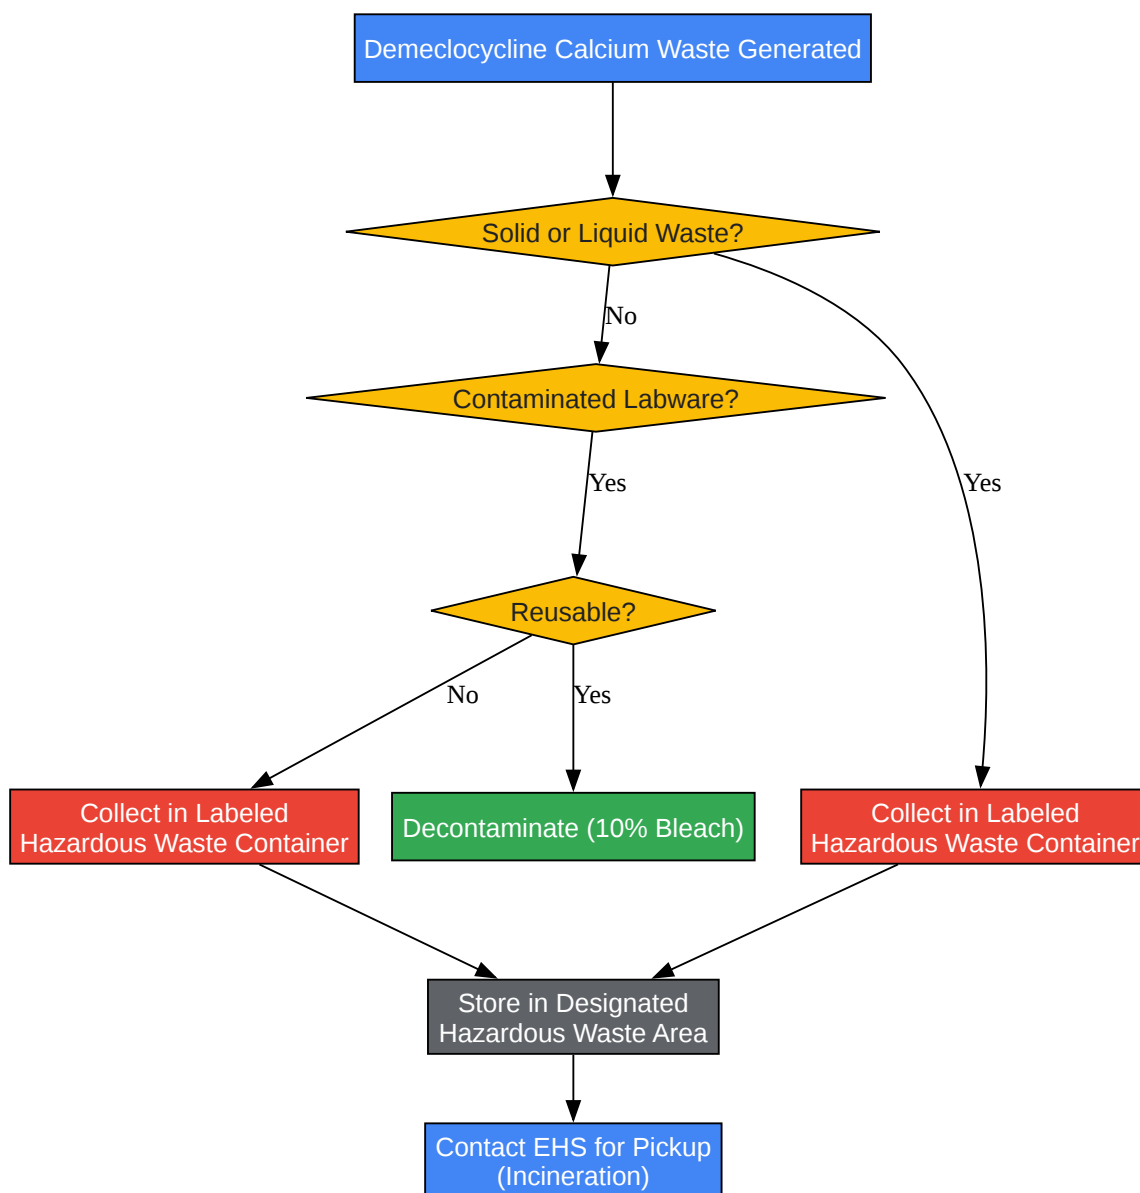 Demeclocycline Calcium Waste Generated
Solid or Liquid Waste?
No
Contaminated Labware?
Yes
Yes
Reusable?
No
Yes
Collect in Labeled
Hazardous Waste Container
Decontaminate (10% Bleach)
Collect in Labeled
Hazardous Waste Container
Store in Designated
Hazardous Waste Area
Contact EHS for Pickup
(Incineration)